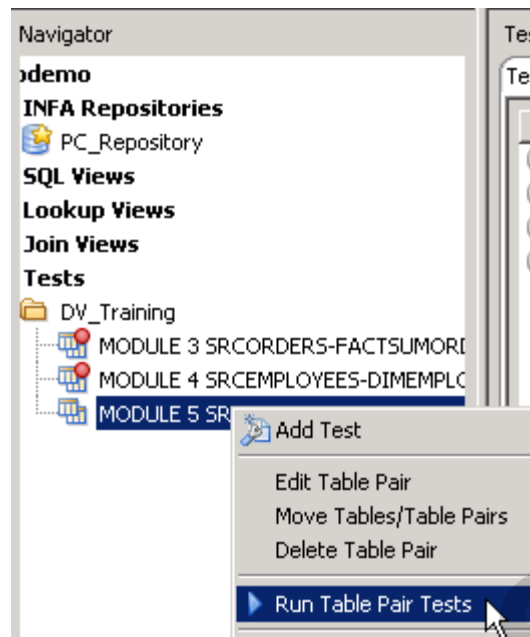 Navigator
Tes
odemo
Te
INFA Repositories
PC_Repository
SQL Views
Lookup Views
Join Views
Tests
DV_Training
MODULE 3 SRCORDERS-FACTSUMORD
MODULE 4 SRCEMPLOYEES-DIMEMPLO
MODULE 5 SR
Add Test
Edit Table Pair
Move Tables/Table Pairs
Delete Table Pair
Run Table Pair Tests